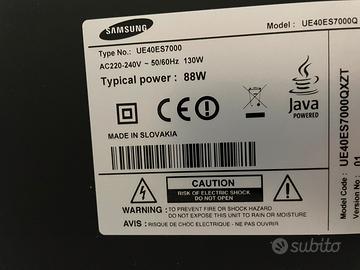 SAMSUNG
Model : UE40ES7000Q
Type No.: UE40ES7000
AC220-240V ~ 50/60Hz 130W
Typical power : 88W
Java
POWERED
MADE IN SLOVAKIA
CAUTION
RISK OF ELECTRIC SHOCK
DO NOT OPEN
WARNING : TO PREVENT FIRE OR SHOCK HAZARD
DO NOT EXPOSE THIS UNIT TO RAIN OR MOISTURE
AVIS : RISQUE DE CHOC ELECTRIQUE - NE PAS OUVRIR
Model Code : UE40ES7000QXZT
Version No : 01
subito